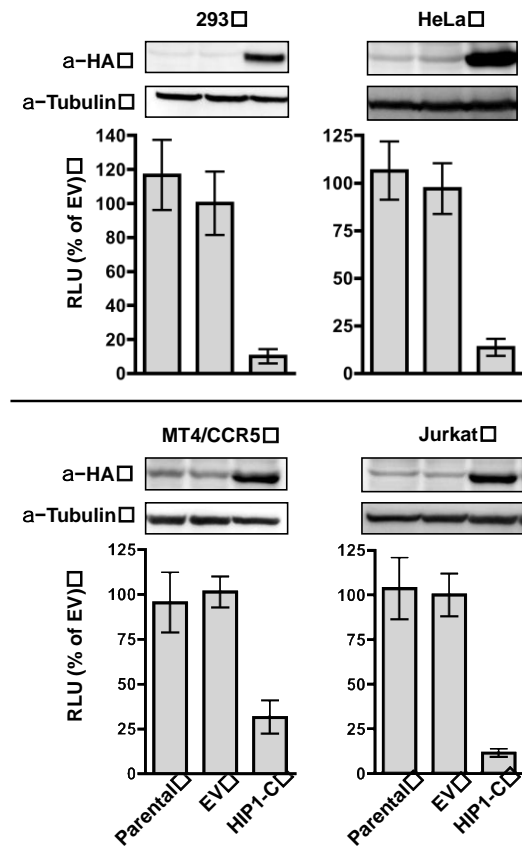 293□ HeLa□
a–HA□
a–Tubulin□
RLU (% of EV)□
140
120
100
80
60
40
20
0
125
100
75
50
25
0
MT4/CCR5□ Jurkat□
a–HA□
a–Tubulin□
RLU (% of EV)□
125
100
75
50
25
0
125
100
75
50
25
0
Parental□ EV□ HIP1-C□ Parental□ EV□ HIP1-C□